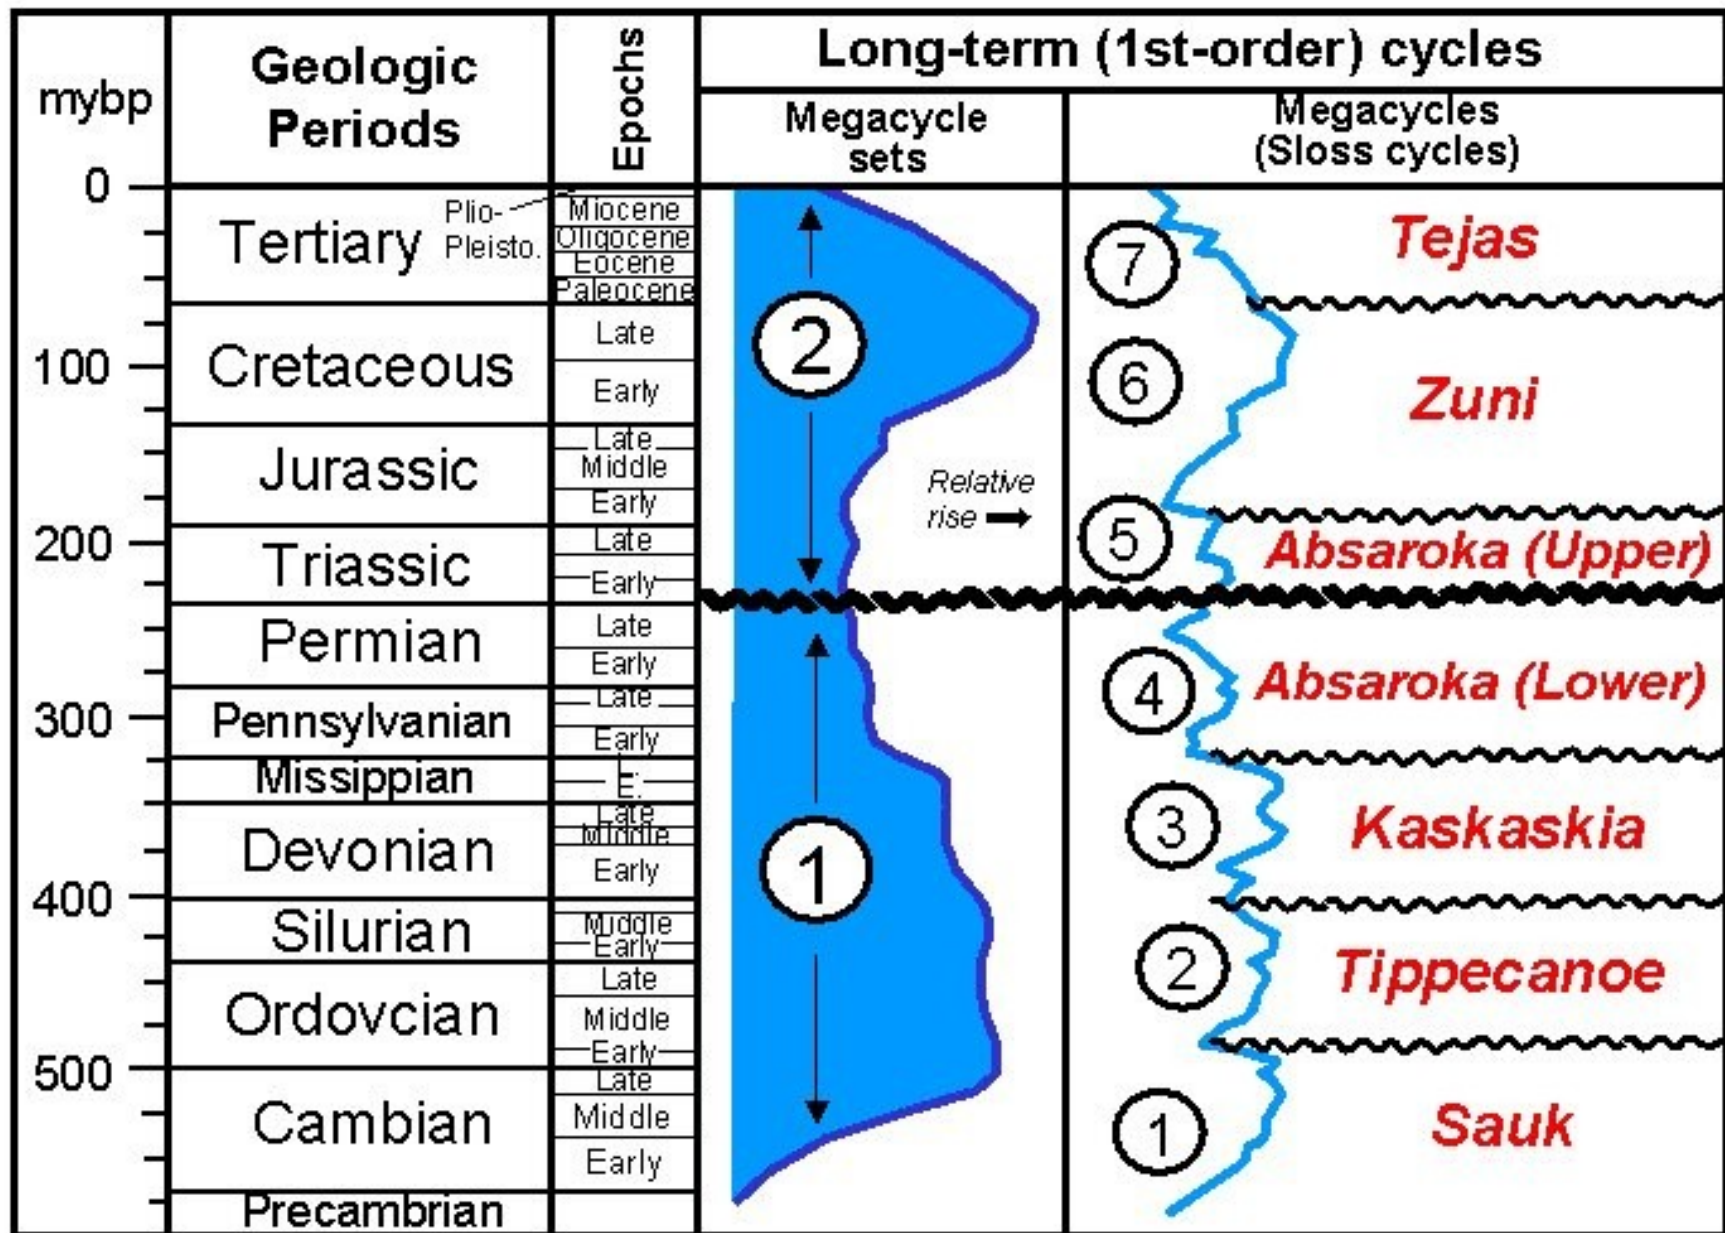 mybp
Geologic
Periods
Epochs
Long-term (1st-order) cycles
Megacycle
sets
Megacycles
(Sloss cycles)
0
100
200
300
400
500
Tertiary
Plio-
Pleisto.
Miocene
Oligocene
Eocene
Paleocene
Cretaceous
Late
Early
Jurassic
Late
Middle
Early
Triassic
Late
Early
Permian
Late
Early
Pennsylvanian
Late
Early
Missippian
L.
E.
Devonian
Late
Middle
Early
Silurian
Middle
Early
Ordovcian
Late
Middle
Early
Cambian
Late
Middle
Early
Precambrian
2
Relative
rise
1
7
Tejas
6
Zuni
5
Absaroka (Upper)
4
Absaroka (Lower)
3
Kaskaskia
2
Tippecanoe
1
Sauk